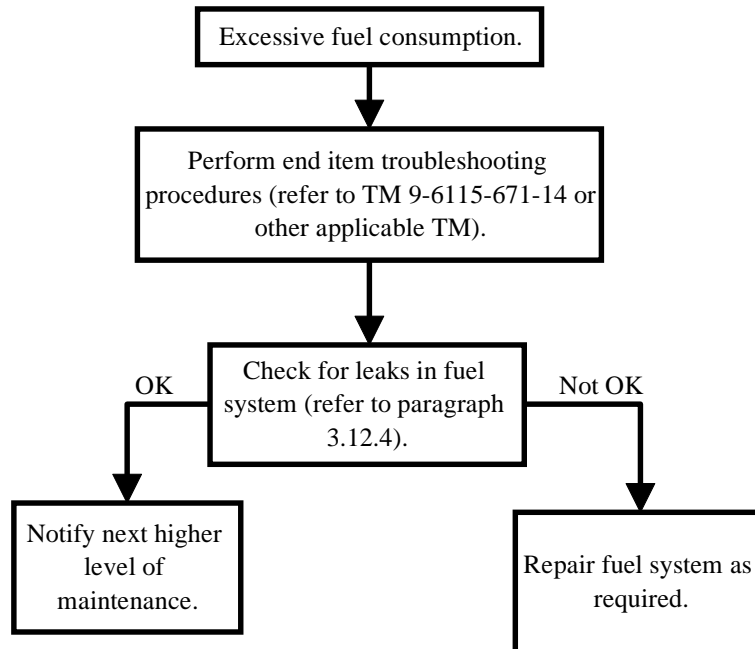 Excessive fuel consumption.
Perform end item troubleshooting
procedures (refer to TM 9-6115-671-14 or
other applicable TM).
Check for leaks in fuel
system (refer to paragraph
3.12.4).
OK
Not OK
Notify next higher
level of
maintenance.
Repair fuel system as
required.